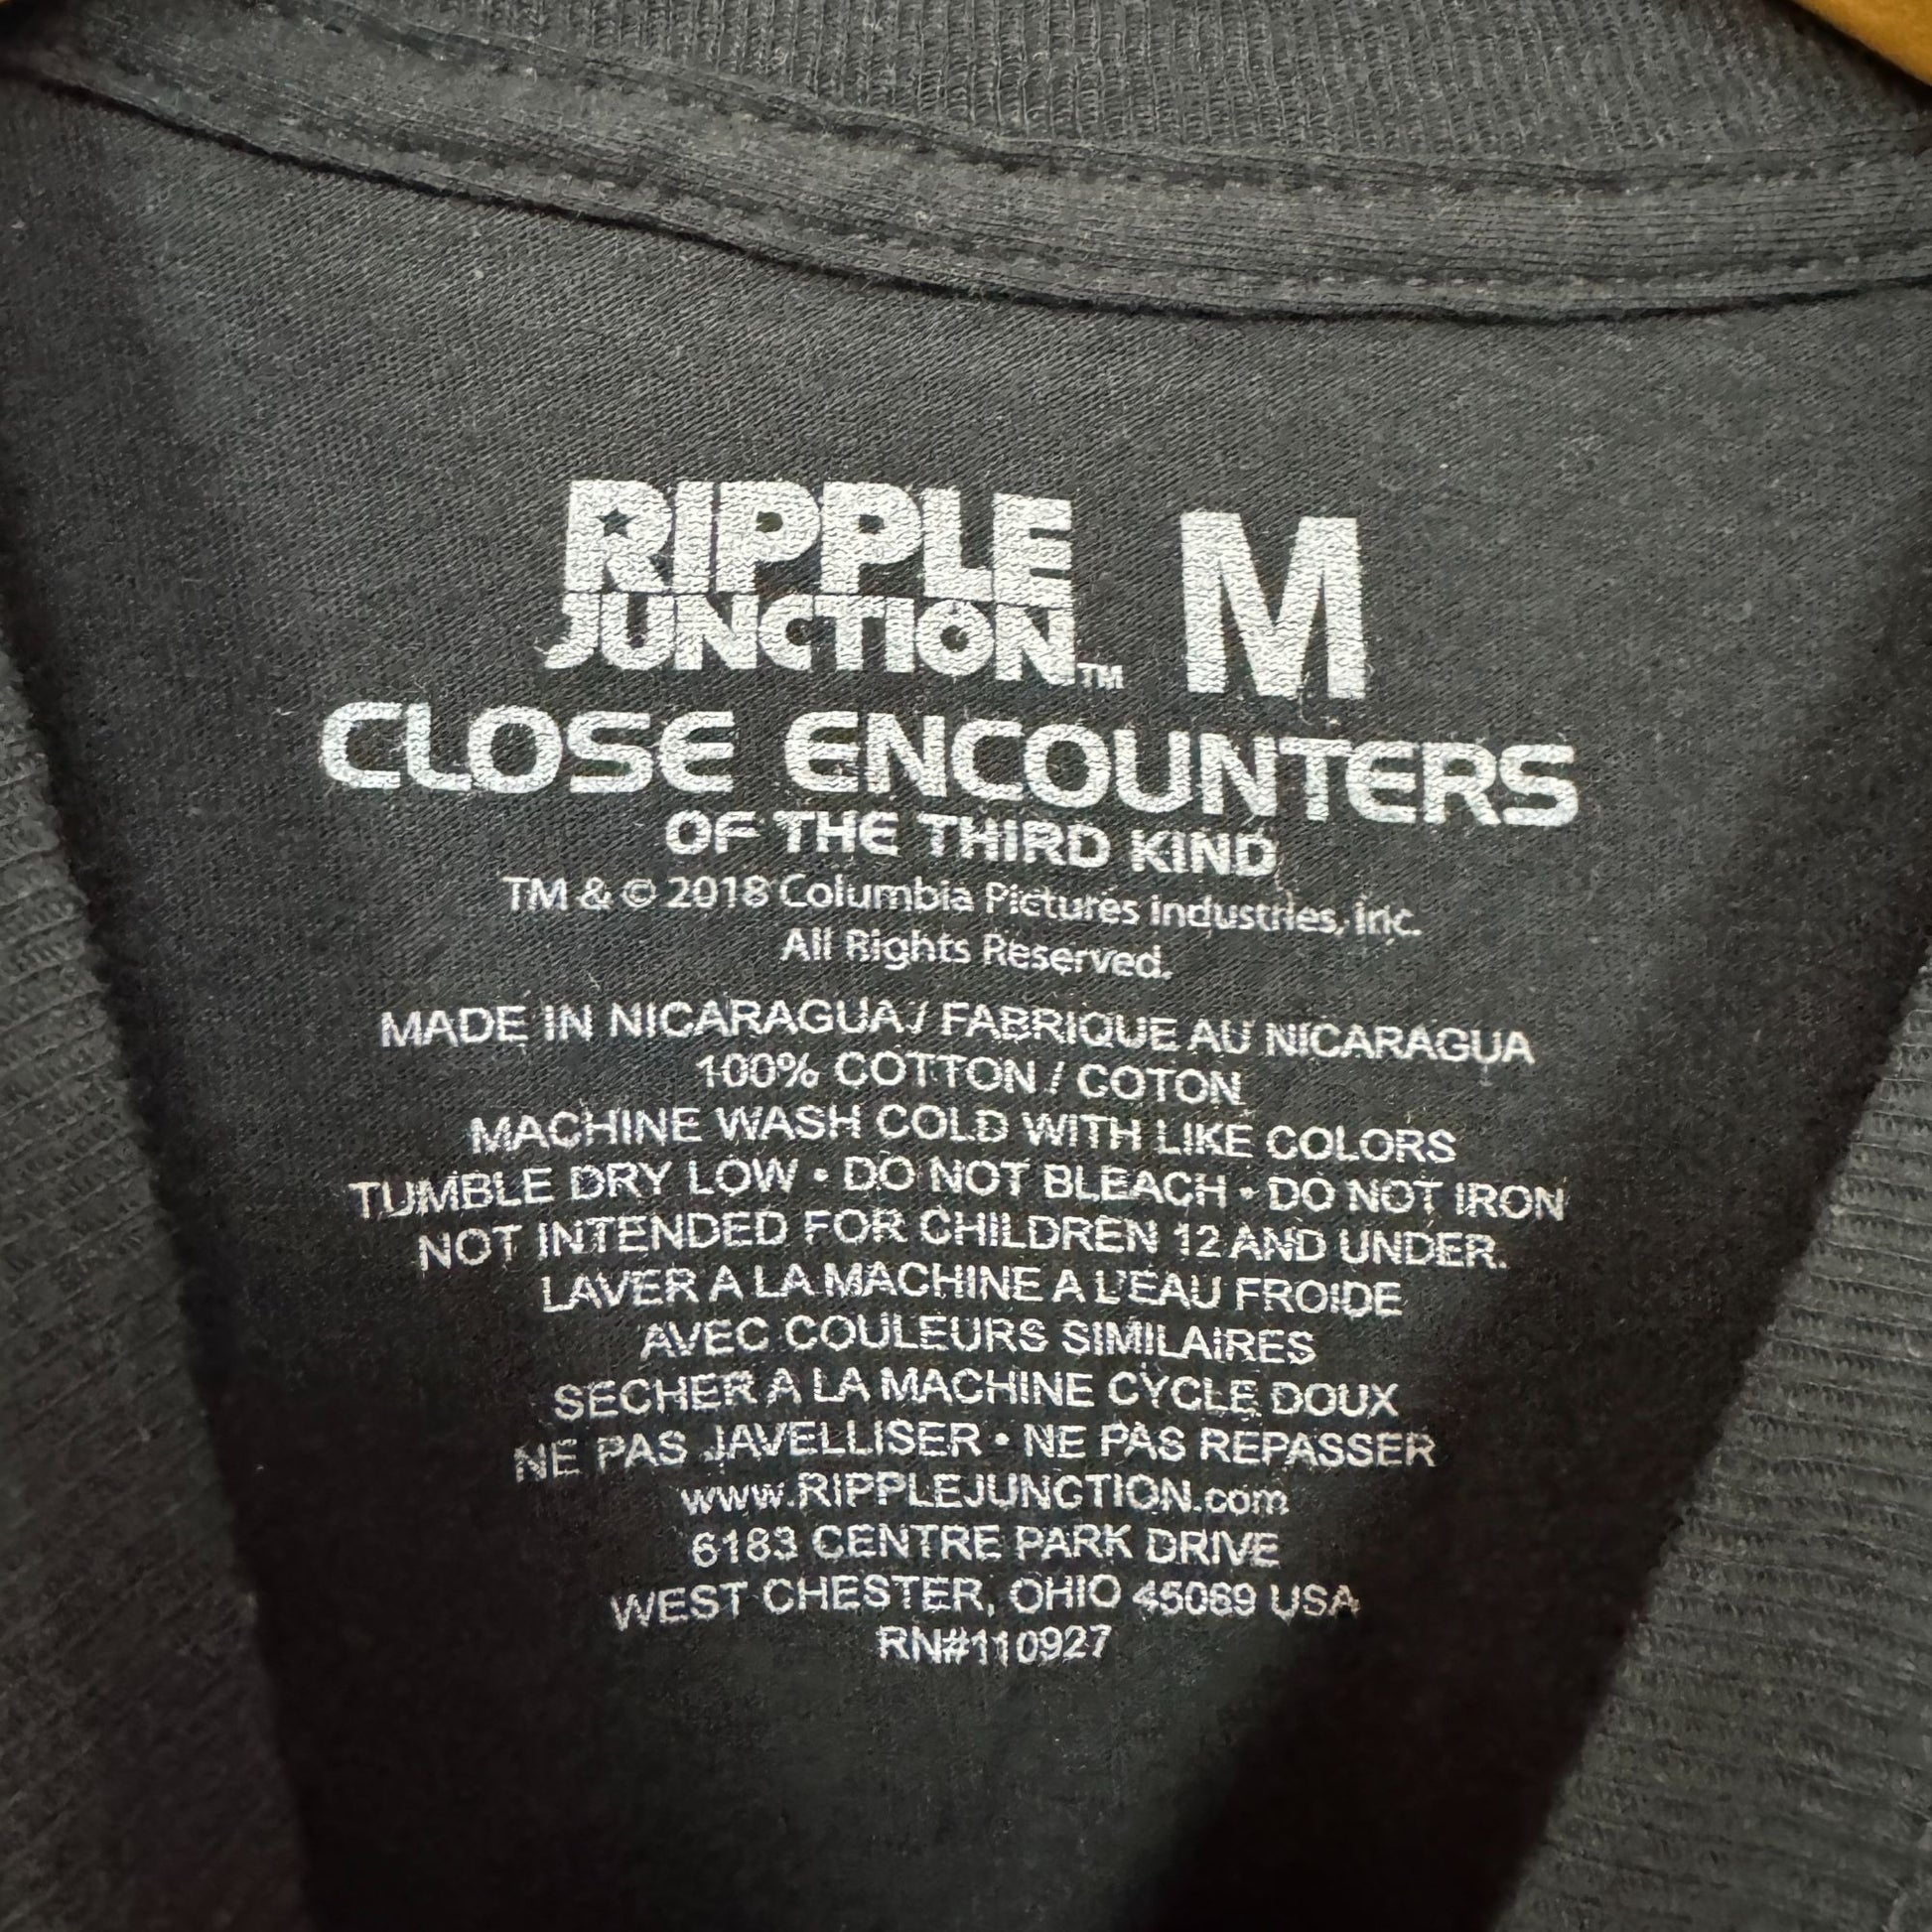 RIPPLE M
JUNCTION™
CLOSE ENCOUNTERS
OF THE THIRD KIND
TM & © 2018 Columbia Pictures Industries, Inc.
All Rights Reserved.
MADE IN NICARAGUA / FABRIQUE AU NICARAGUA
100% COTTON / COTON
MACHINE WASH COLD WITH LIKE COLORS
TUMBLE DRY LOW • DO NOT BLEACH • DO NOT IRON
NOT INTENDED FOR CHILDREN 12 AND UNDER.
LAVER A LA MACHINE A L'EAU FROIDE
AVEC COULEURS SIMILAIRES
SECHER A LA MACHINE CYCLE DOUX
NE PAS JAVELLISER • NE PAS REPASSER
www.RIPPLEJUNCTION.com
6183 CENTRE PARK DRIVE
WEST CHESTER, OHIO 45069 USA
RN#110927